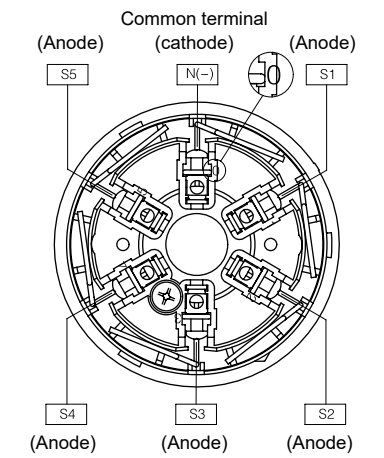 Common terminal
(Anode) (cathode) (Anode)
S5 N(−) S1
S4 S3 S2
(Anode) (Anode) (Anode)